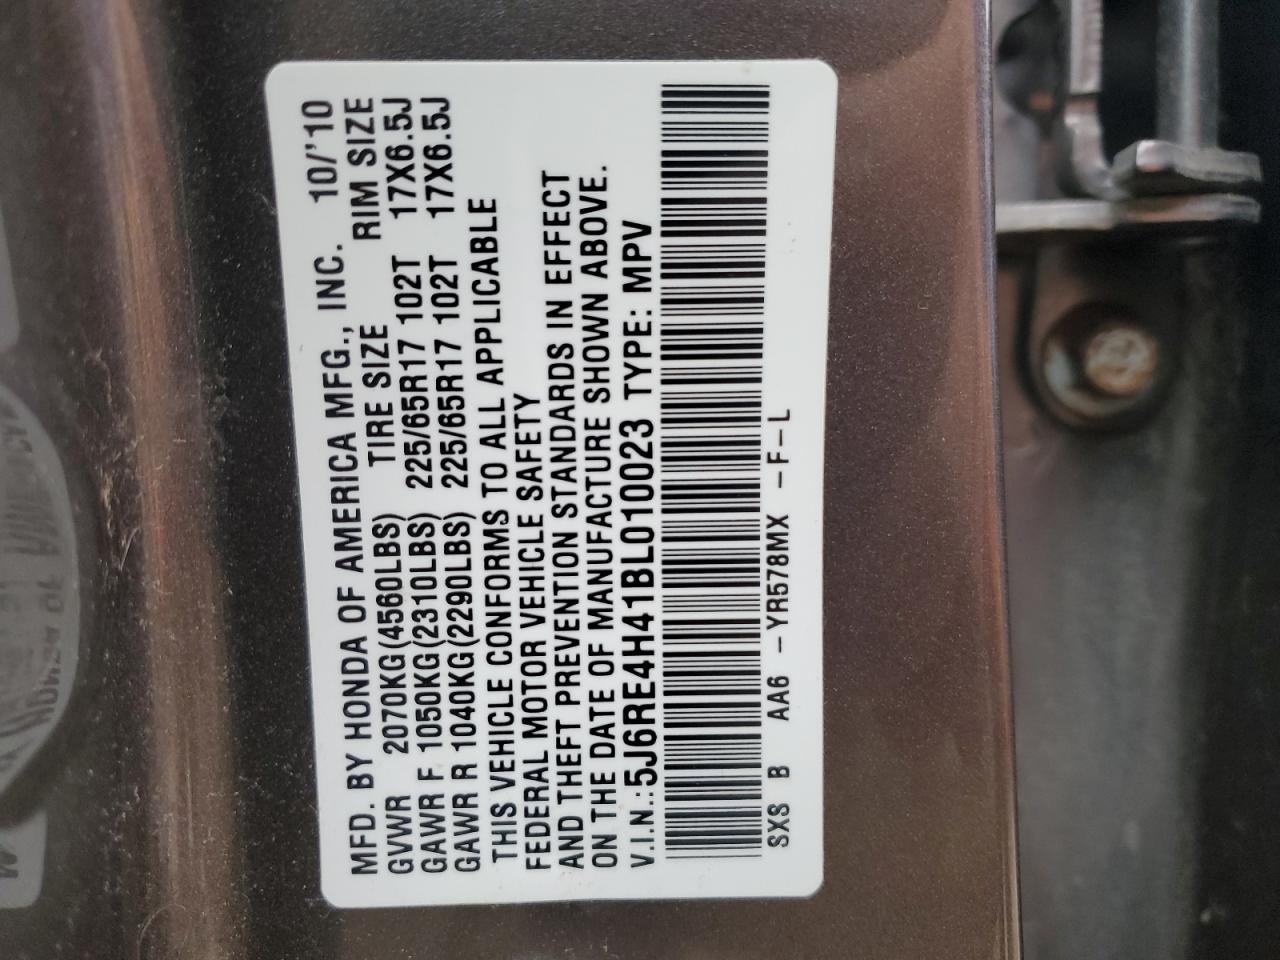 MFD. BY HONDA OF AMERICA MFG., INC. 10/'10
GVWR 2070KG(4560LBS) TIRE SIZE RIM SIZE
GAWR F 1050KG(2310LBS) 225/65R17 102T 17X6.5J
GAWR R 1040KG(2290LBS) 225/65R17 102T 17X6.5J
THIS VEHICLE CONFORMS TO ALL APPLICABLE
FEDERAL MOTOR VEHICLE SAFETY
AND THEFT PREVENTION STANDARDS IN EFFECT
ON THE DATE OF MANUFACTURE SHOWN ABOVE.
V.I.N.:5J6RE4H41BL010023 TYPE: MPV
SXS B AA6 -YR578MX -F-L